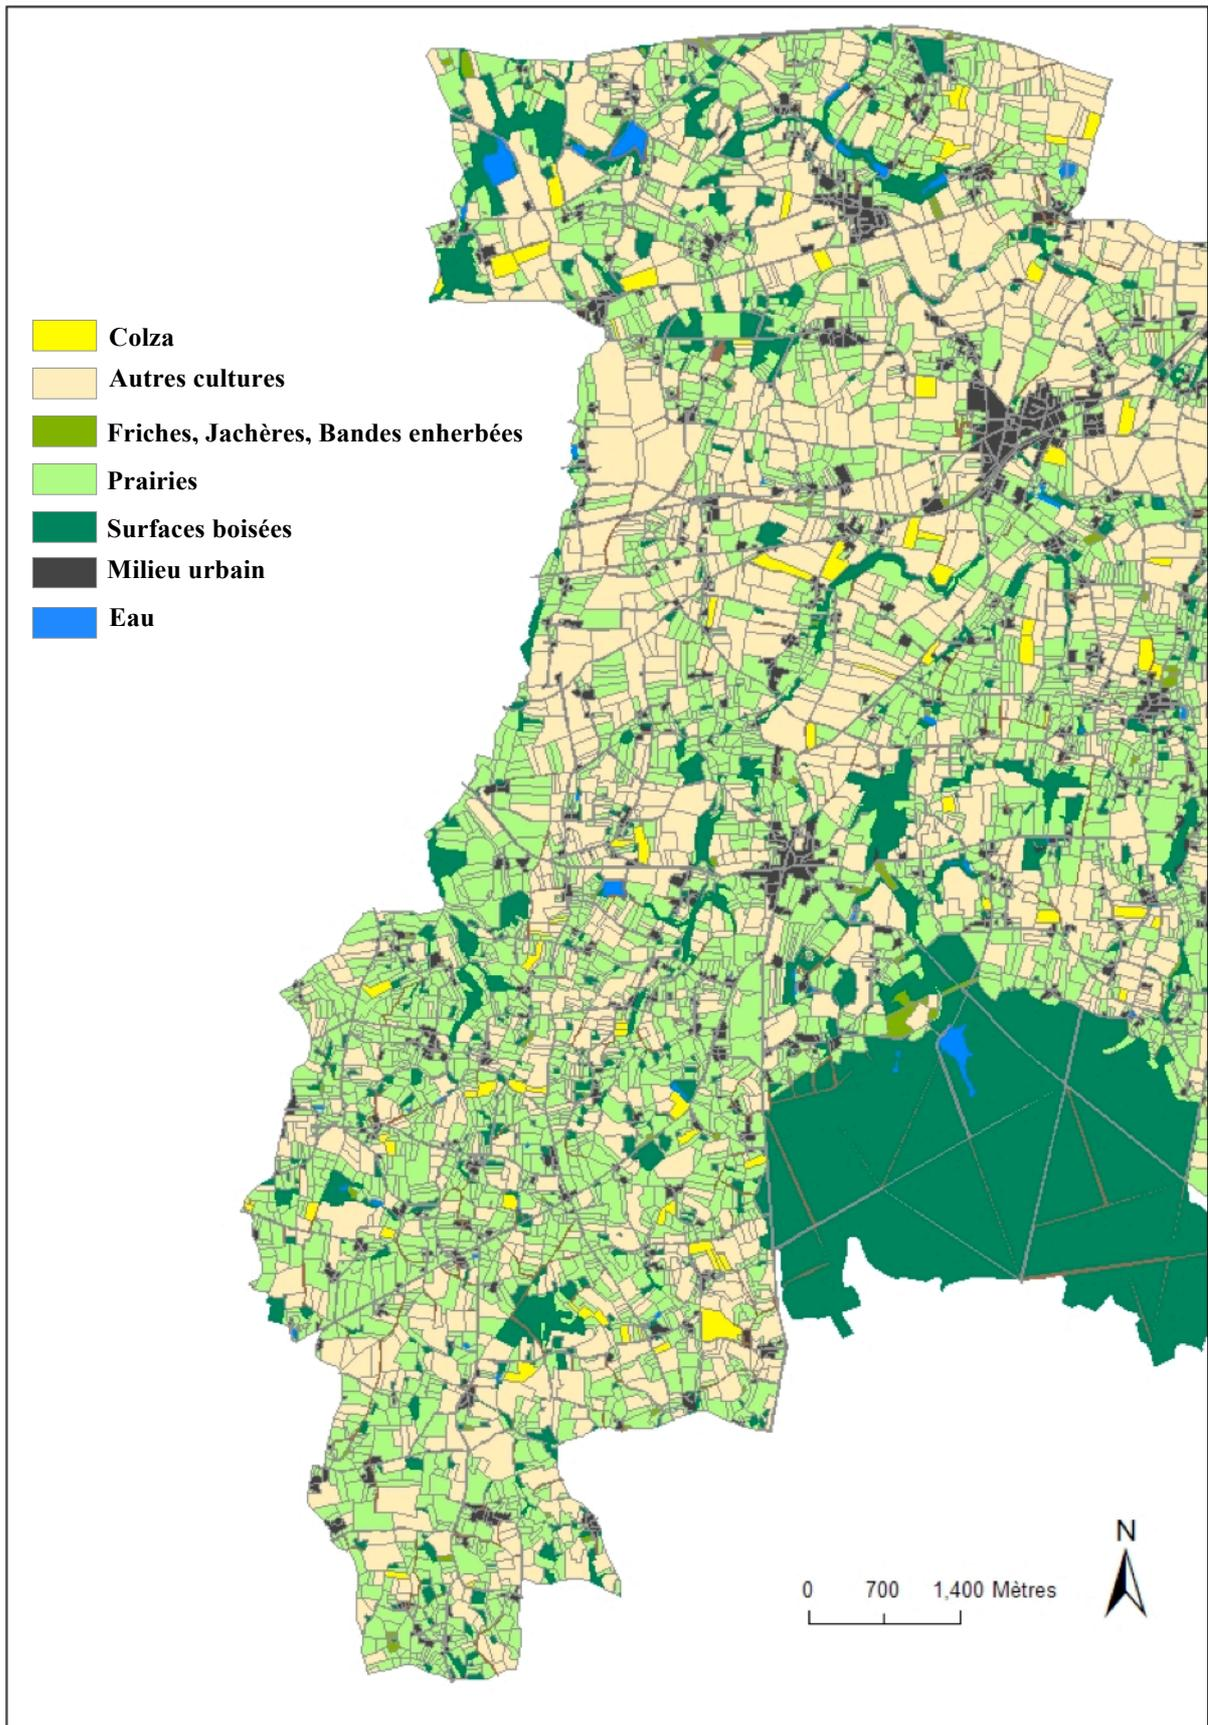 Colza
Autres cultures
Friches, Jachères, Bandes enherbées
Prairies
Surfaces boisées
Milieu urbain
Eau
N
0 700 1,400 Mètres